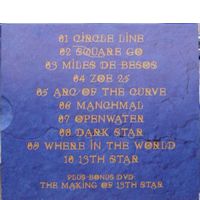 01 CIRCLE LINE
02 SQUARE GO
03 MILES DE BESOS
04 ZOE 25
05 ARC OF THE CURVE
06 MANCHMAL
07 OPENWATER
08 DARK STAR
09 WHERE IN THE WORLD
10 13TH STAR
PLUS BONUS DVD:
THE MAKING OF 13TH STAR